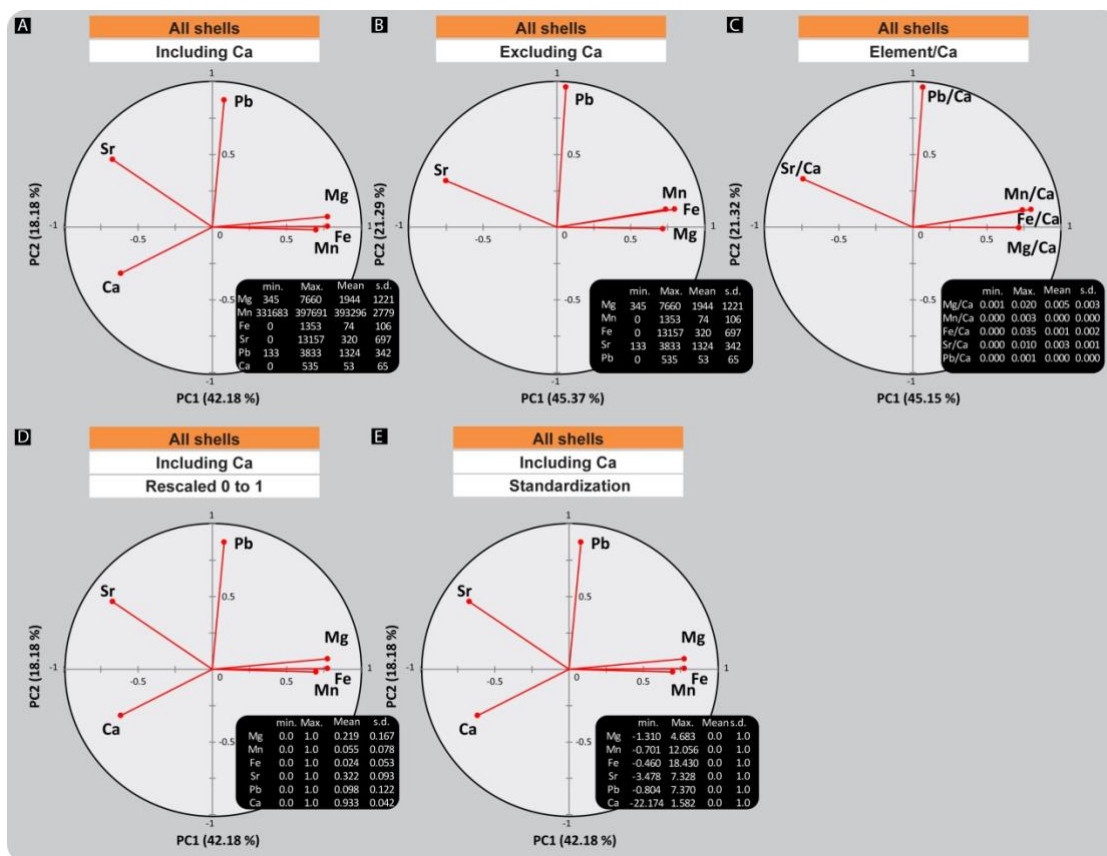 A
All shells
Including Ca
1
Pb
Sr
0.5
Mg
-1
-0.5
0
0.5
Fe
1
Mn
Ca
-0.5
-1
PC2 (18.18 %)
PC1 (42.18 %)
min. Max. Mean s.d.
Mg 345 7660 1944 1221
Mn 331683 397691 393296 2779
Fe 0 1353 74 106
Sr 0 13157 320 697
Pb 133 3833 1324 342
Ca 0 535 53 65
B
All shells
Excluding Ca
1
Pb
0.5
Sr
Mn
Fe
Mg
-0.5
0
0.5
1
-0.5
-1
PC2 (21.29 %)
PC1 (45.37 %)
min. Max. Mean s.d.
Mg 345 7660 1944 1221
Mn 0 1353 74 106
Fe 0 13157 320 697
Sr 133 3833 1324 342
Pb 0 535 53 65
C
All shells
Element/Ca
1
Pb/Ca
0.5
Sr/Ca
Mn/Ca
Fe/Ca
Mg/Ca
-0.5
0
0.5
1
-0.5
-1
PC2 (21.32 %)
PC1 (45.15 %)
min. Max. Mean s.d.
Mg/Ca 0.001 0.020 0.005 0.003
Mn/Ca 0.000 0.003 0.000 0.000
Fe/Ca 0.000 0.035 0.001 0.002
Sr/Ca 0.000 0.010 0.003 0.001
Pb/Ca 0.000 0.001 0.000 0.000
D
All shells
Including Ca
Rescaled 0 to 1
1
Pb
Sr
0.5
Mg
-1
-0.5
0
0.5
Fe
1
Mn
Ca
-0.5
-1
PC2 (18.18 %)
PC1 (42.18 %)
min. Max. Mean s.d.
Mg 0.0 1.0 0.219 0.167
Mn 0.0 1.0 0.055 0.078
Fe 0.0 1.0 0.024 0.053
Sr 0.0 1.0 0.322 0.093
Pb 0.0 1.0 0.098 0.122
Ca 0.0 1.0 0.933 0.042
E
All shells
Including Ca
Standardization
1
Pb
Sr
0.5
Mg
-1
-0.5
0
0.5
Fe
1
Mn
Ca
-0.5
-1
PC2 (18.18 %)
PC1 (42.18 %)
min. Max. Mean s.d.
Mg -1.310 4.683 0.0 1.0
Mn -0.701 12.056 0.0 1.0
Fe -0.460 18.430 0.0 1.0
Sr -3.478 7.328 0.0 1.0
Pb -0.804 7.370 0.0 1.0
Ca -22.174 1.582 0.0 1.0